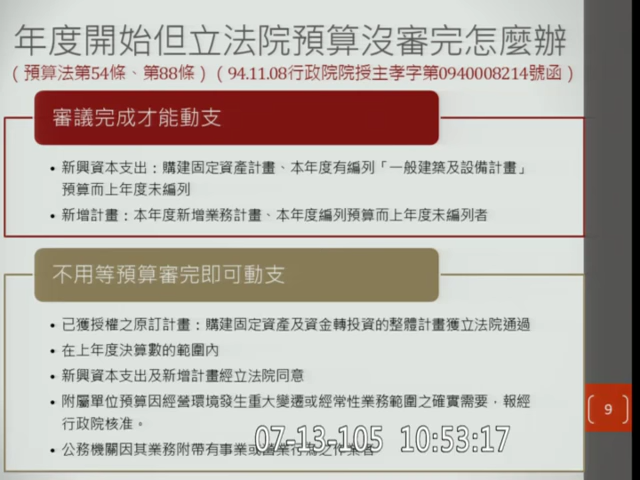 年度開始但立法院預算沒審完怎麼辦
（預算法第54條、第88條）（94.11.08行政院院授主孝字第0940008214號函）
審議完成才能動支
• 新興資本支出：購建固定資產計畫、本年度有編列「一般建築及設備計畫」
預算而上年度未編列
• 新增計畫：本年度新增業務計畫、本年度編列預算而上年度未編列者
不用等預算審完即可動支
• 已獲授權之原訂計畫：購建固定資產及資金轉投資的整體計畫獲立法院通過
• 在上年度決算數的範圍內
• 新興資本支出及新增計畫經立法院同意
• 附屬單位預算因經營環境發生重大變遷或經常性業務範圍之確實需要，報經
行政院核准。
• 公務機關因其業務附帶有事業或營業行為之作業者
07-13-105 10:53:17
9